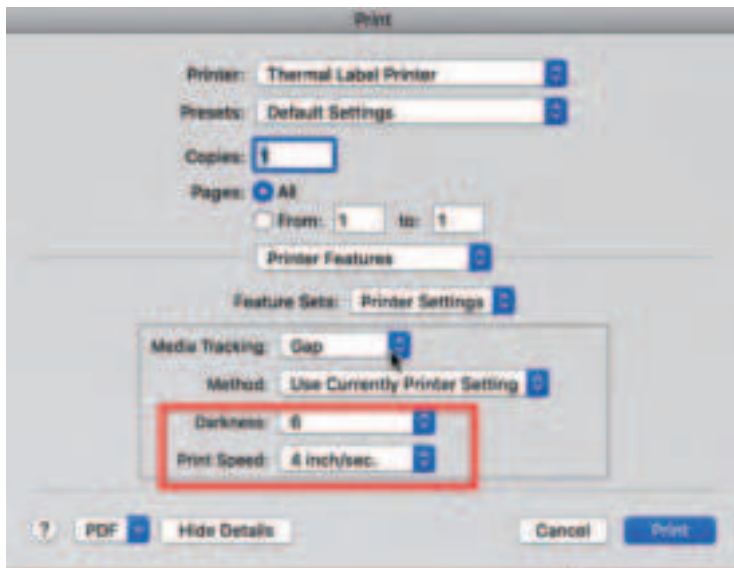 Print
Printer: Thermal Label Printer
Presets: Default Settings
Copies: 1
Pages: All
From: 1 to: 1
Printer Features
Feature Sets: Printer Settings
Media Tracking: Gap
Method: Use Currently Printer Setting
Darkness: 6
Print Speed: 4 inch/sec.
? PDF Hide Details Cancel Print